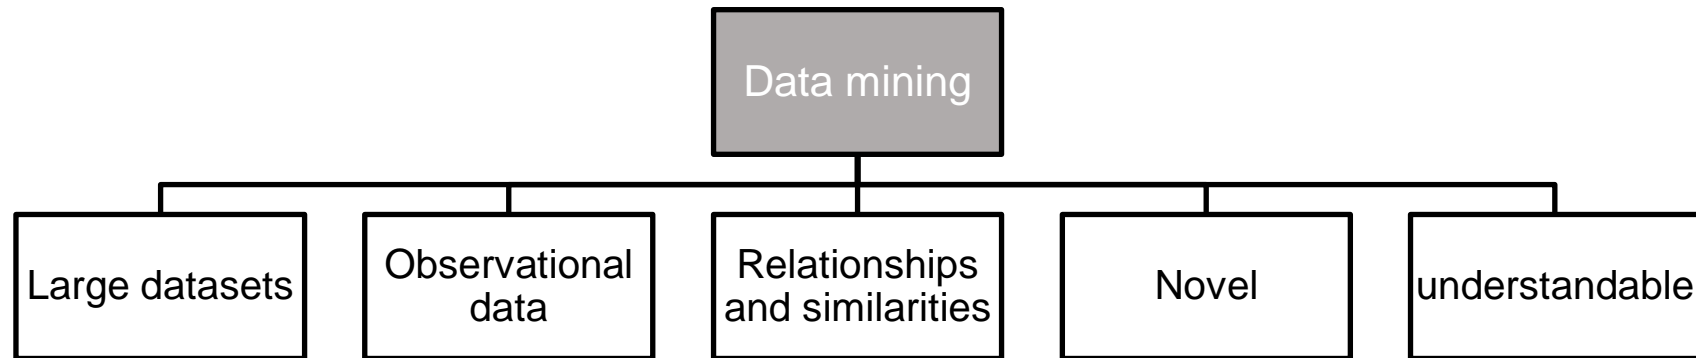 Data mining
Large datasets
Observational
data
Relationships
and similarities
Novel
understandable